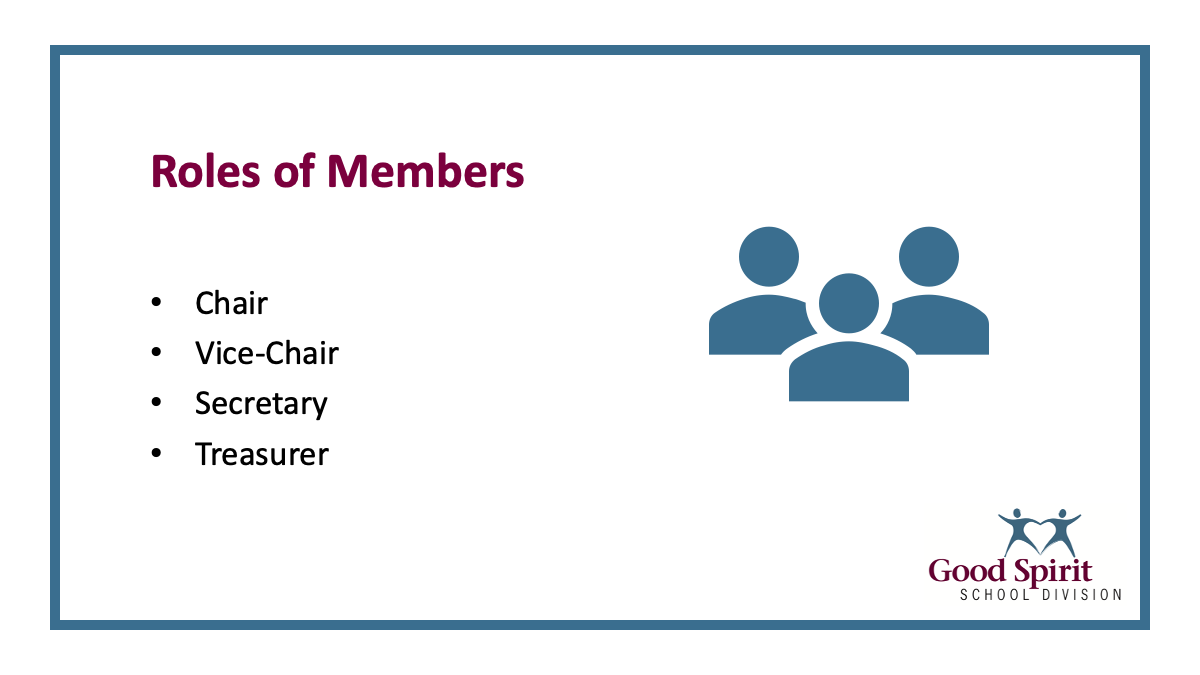 Roles of Members
• Chair
• Vice-Chair
• Secretary
• Treasurer
Good Spirit
SCHOOL DIVISION